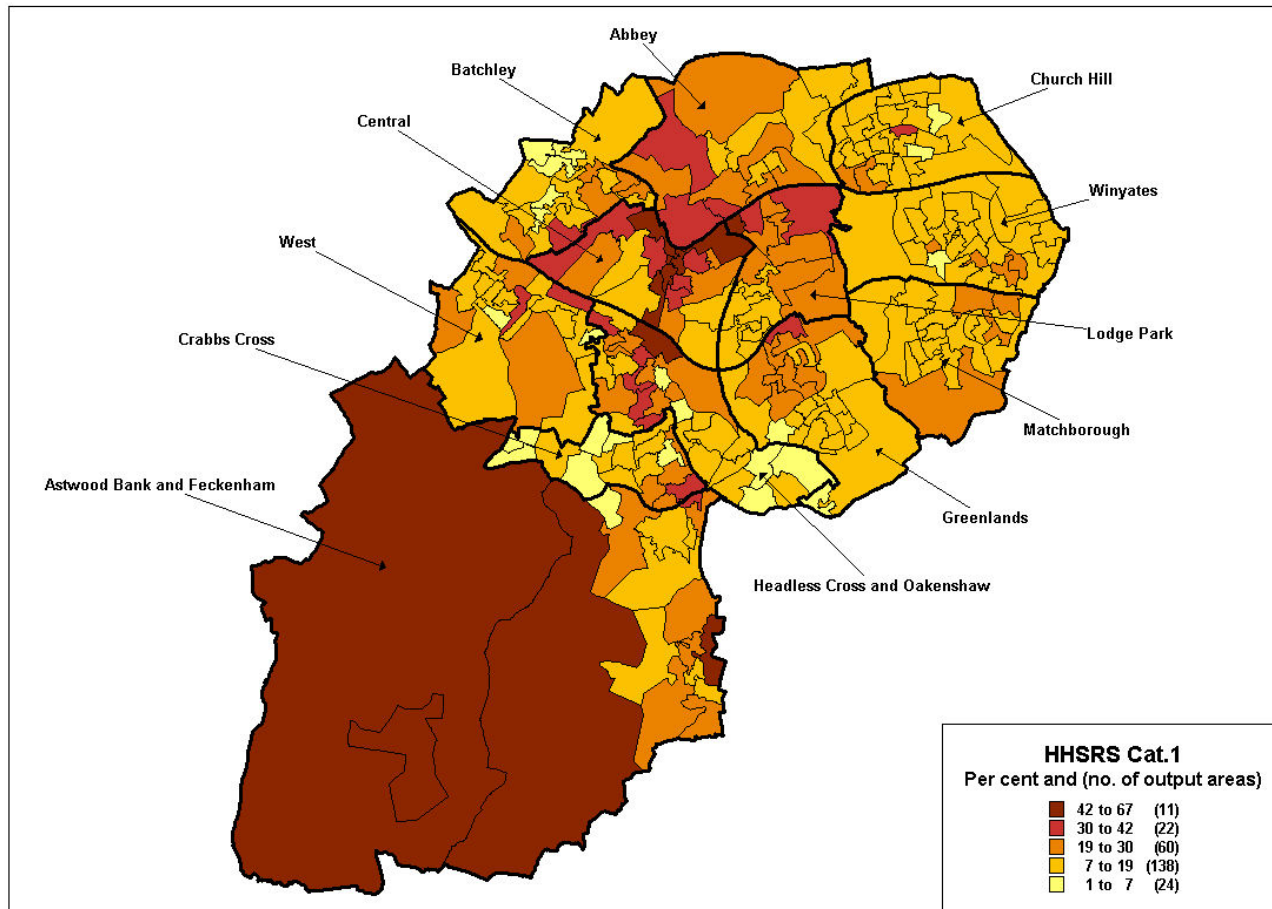 Abbey
Batchley
Church Hill
Central
Winyates
West
Crabbs Cross
Lodge Park
Matchborough
Astwood Bank and Feckenham
Greenlands
Headless Cross and Oakenshaw
HHSRS Cat.1
Per cent and (no. of output areas)
42 to 67 (11)
30 to 42 (22)
19 to 30 (60)
7 to 19 (138)
1 to 7 (24)